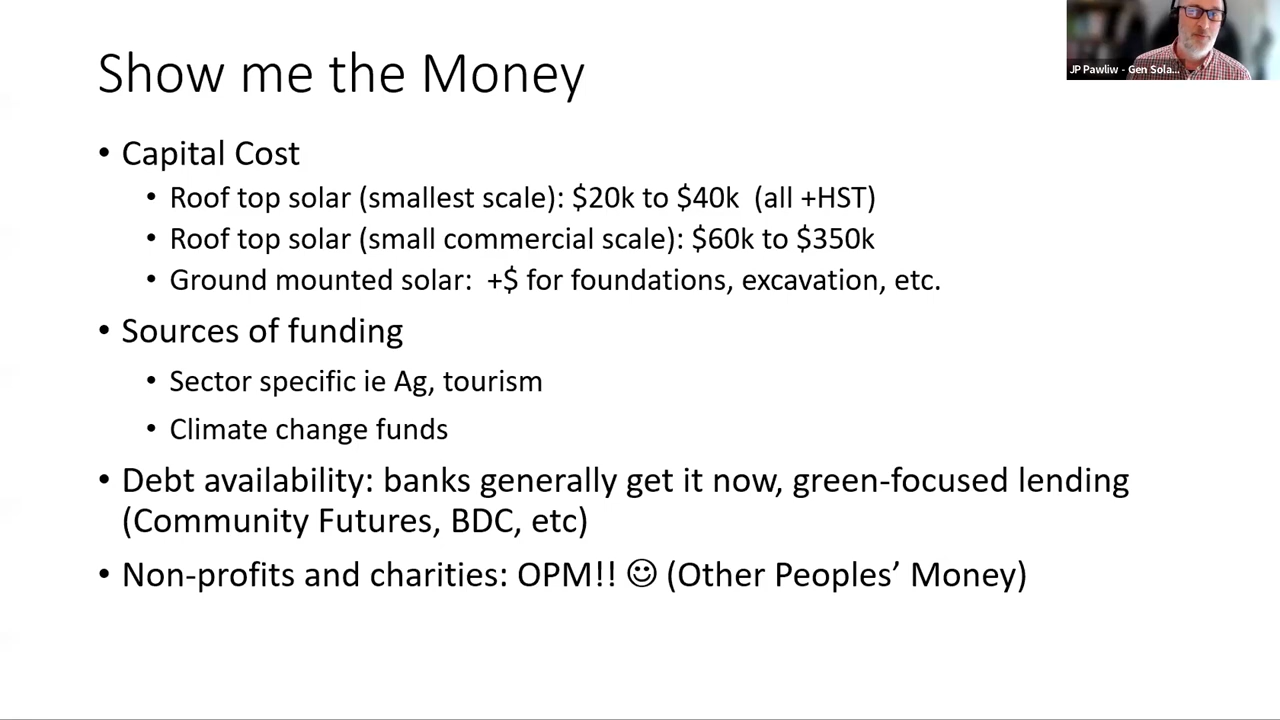 Show me the Money
• Capital Cost
• Roof top solar (smallest scale): $20k to $40k (all +HST)
• Roof top solar (small commercial scale): $60k to $350k
• Ground mounted solar: +$ for foundations, excavation, etc.
• Sources of funding
• Sector specific ie Ag, tourism
• Climate change funds
• Debt availability: banks generally get it now, green-focused lending
(Community Futures, BDC, etc)
• Non-profits and charities: OPM!! ☺ (Other Peoples’ Money)
JP Pawliw - Gen Sola...